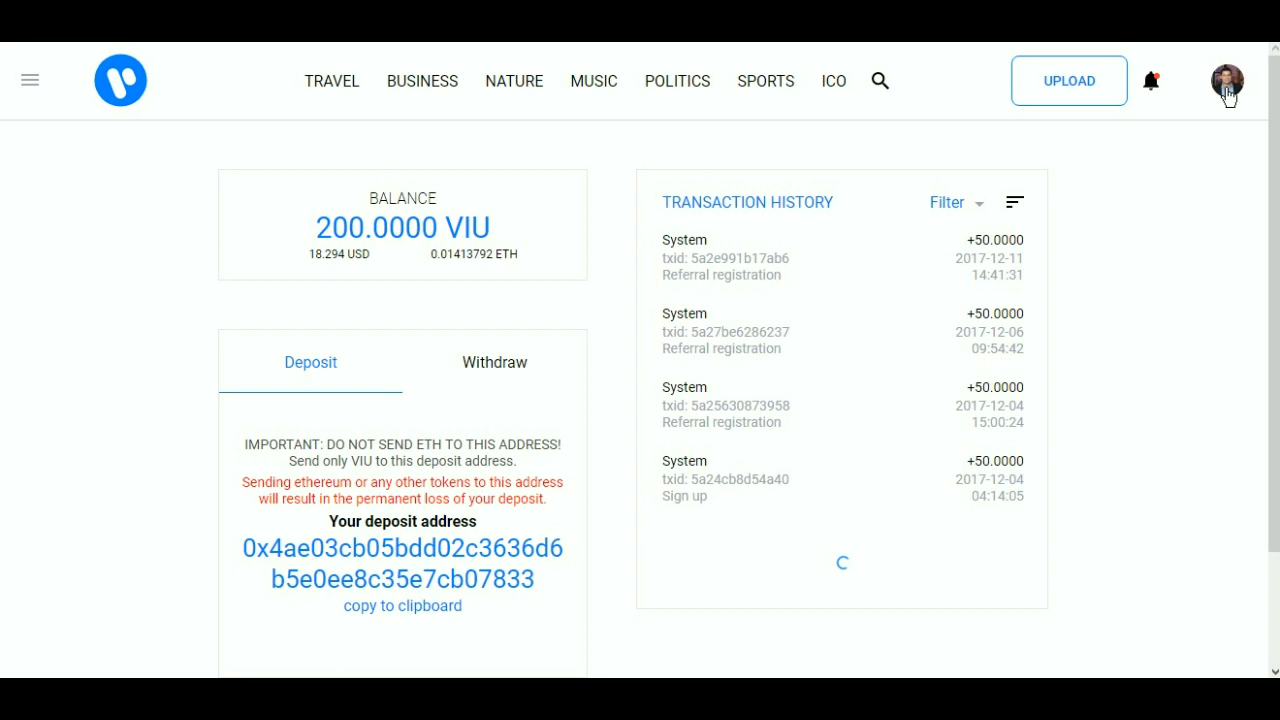 TRAVEL BUSINESS NATURE MUSIC POLITICS SPORTS ICO UPLOAD
BALANCE
200.0000 VIU
18.294 USD 0.01413792 ETH
Deposit Withdraw
IMPORTANT: DO NOT SEND ETH TO THIS ADDRESS!
Send only VIU to this deposit address.
Sending ethereum or any other tokens to this address
will result in the permanent loss of your deposit.
Your deposit address
0x4ae03cb05bdd02c3636d6
b5e0ee8c35e7cb07833
copy to clipboard
TRANSACTION HISTORY Filter
System +50.0000
txid: 5a2e991b17ab6 2017-12-11
Referral registration 14:41:31
System +50.0000
txid: 5a27be6286237 2017-12-06
Referral registration 09:54:42
System +50.0000
txid: 5a25630873958 2017-12-04
Referral registration 15:00:24
System +50.0000
txid: 5a24cb8d54a40 2017-12-04
Sign up 04:14:05